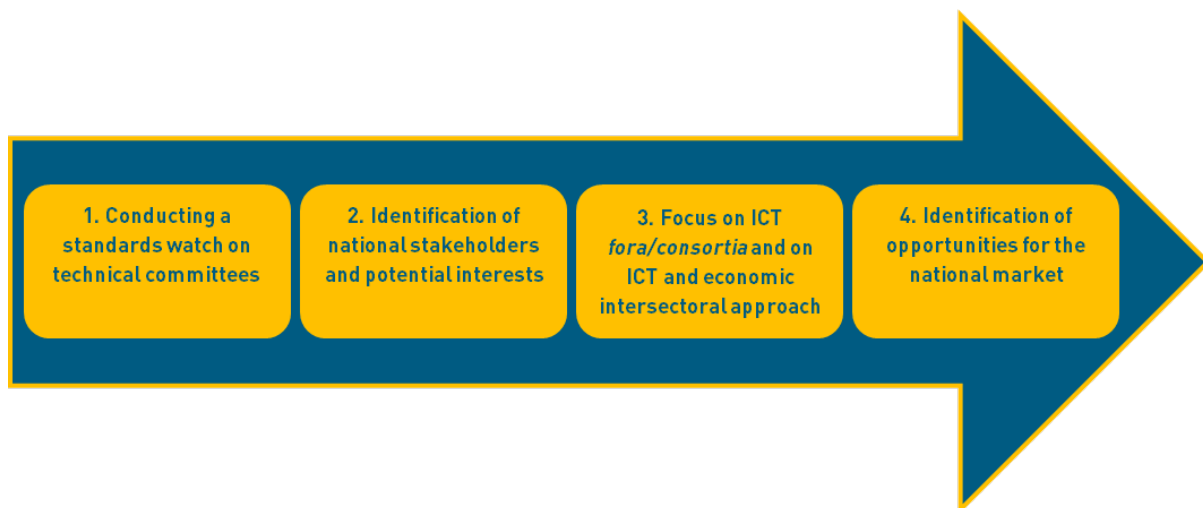 1. Conducting a
standards watch on
technical committees
2. Identification of
national stakeholders
and potential interests
3. Focus on ICT
fora/consortia and on
ICT and economic
intersectoral approach
4. Identification of
opportunities for the
national market